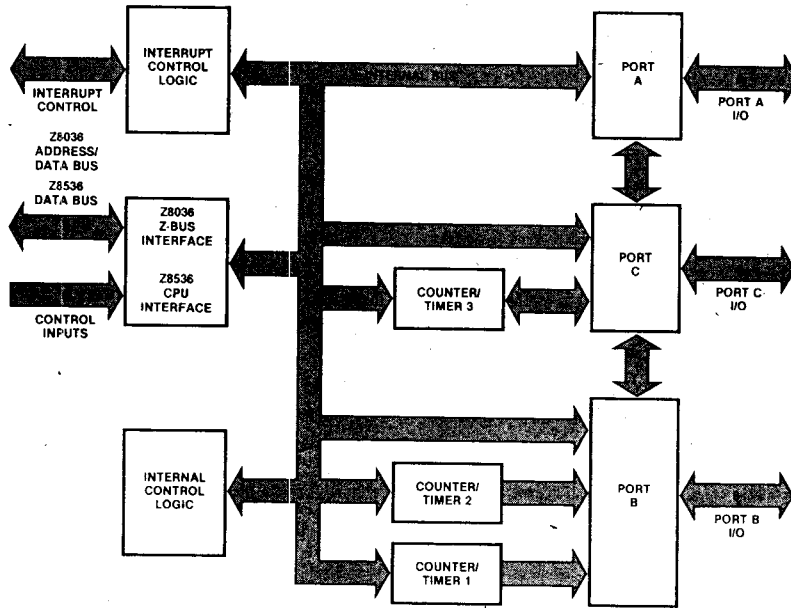 INTERRUPT
CONTROL
LOGIC
INTERRUPT
CONTROL
INTERNAL BUS
PORT
A
PORT A
I/O
Z8036
ADDRESS/
DATA BUS
Z8536
DATA BUS
Z8036
Z-BUS
INTERFACE
Z8536
CPU
INTERFACE
CONTROL
INPUTS
PORT
C
PORT C
I/O
COUNTER/
TIMER 3
INTERNAL
CONTROL
LOGIC
COUNTER/
TIMER 2
COUNTER/
TIMER 1
PORT
B
PORT B
I/O